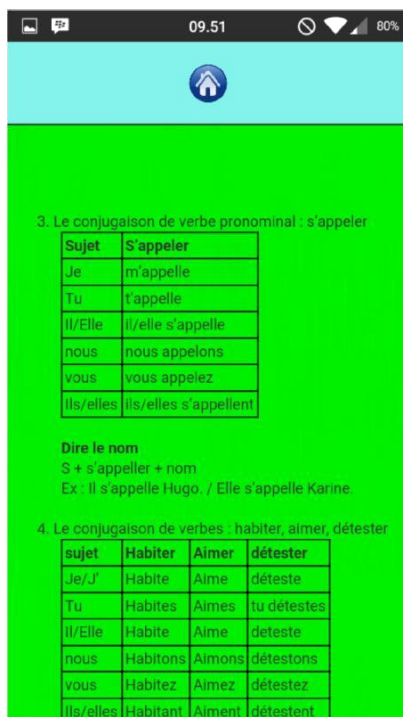 09.51 80%
3. Le conjugaison de verbe pronominal : s'appeler
Sujet S'appeler
Je m'appelle
Tu t'appelle
Il/Elle Il/elle s'appelle
nous nous appelons
vous vous appelez
Ils/elles ils/elles s'appellent
Dire le nom
S + s'appeller + nom
Ex : Il s'appelle Hugo. / Elle s'appelle Karine.
4. Le conjugaison de verbes : habiter, aimer, détester
sujet Habiter Aimer détester
Je/J' Habite Aime déteste
Tu Habites Aimes tu détestes
Il/Elle Habite Aime deteste
nous Habitons Aimons détestons
vous Habitez Aimez détestez
Ils/elles Habitant Aiment détestent